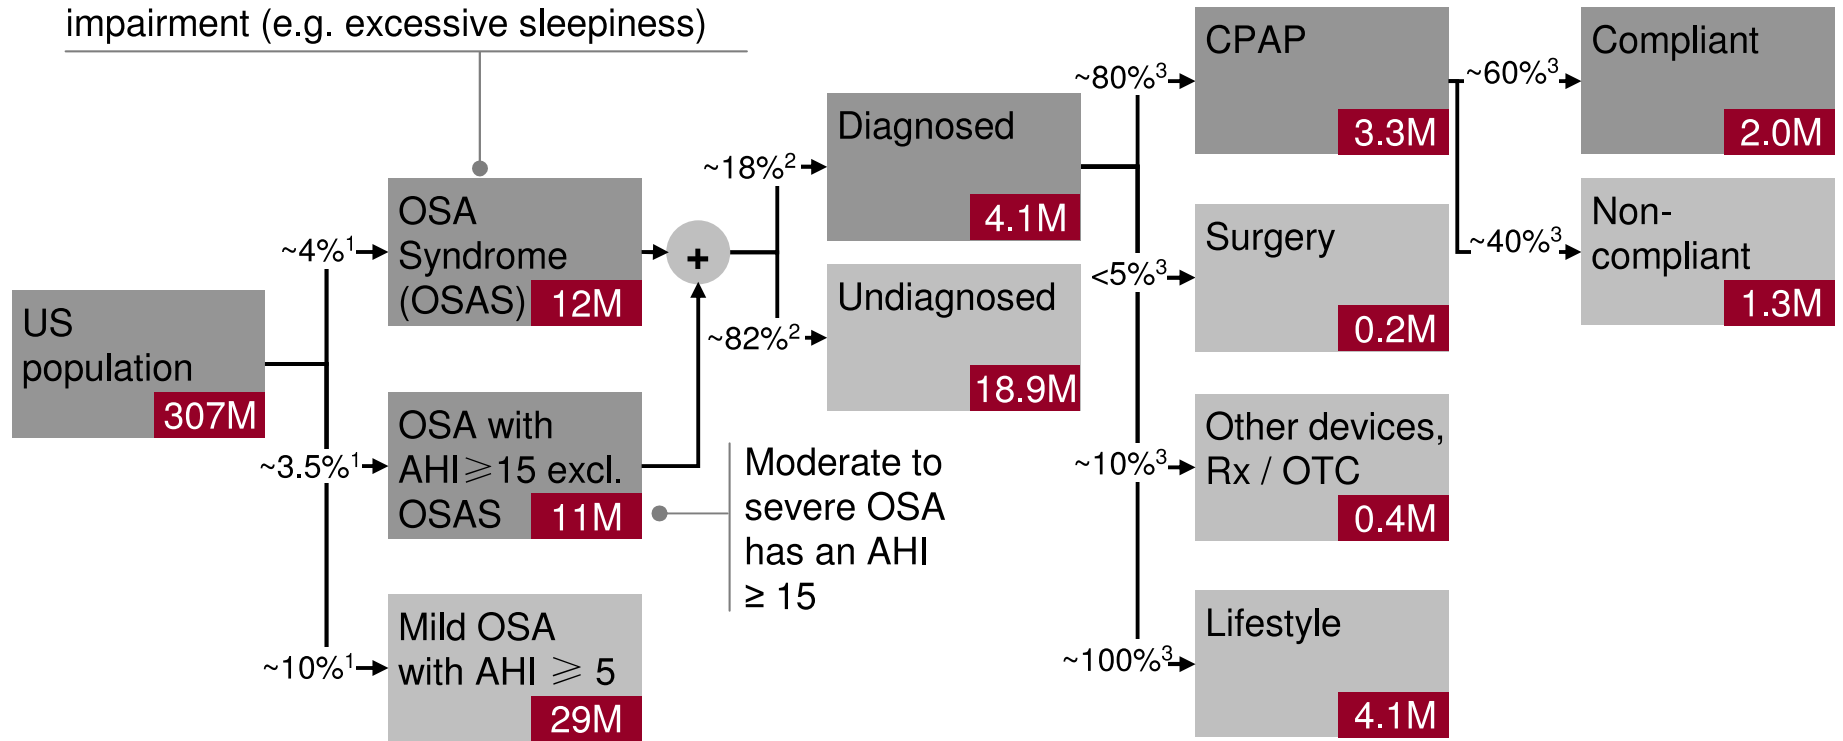 impairment (e.g. excessive sleepiness)
US
population
307M
~4%¹
OSA
Syndrome
(OSAS)
12M
~3.5%¹
OSA with
AHI≥15 excl.
OSAS
11M
~10%¹
Mild OSA
with AHI ≥ 5
29M
+
Moderate to
severe OSA
has an AHI
≥ 15
~18%²
Diagnosed
4.1M
~82%²
Undiagnosed
18.9M
~80%³
CPAP
3.3M
<5%³
Surgery
0.2M
~10%³
Other devices,
Rx / OTC
0.4M
~100%³
Lifestyle
4.1M
~60%³
Compliant
2.0M
~40%³
Non-
compliant
1.3M